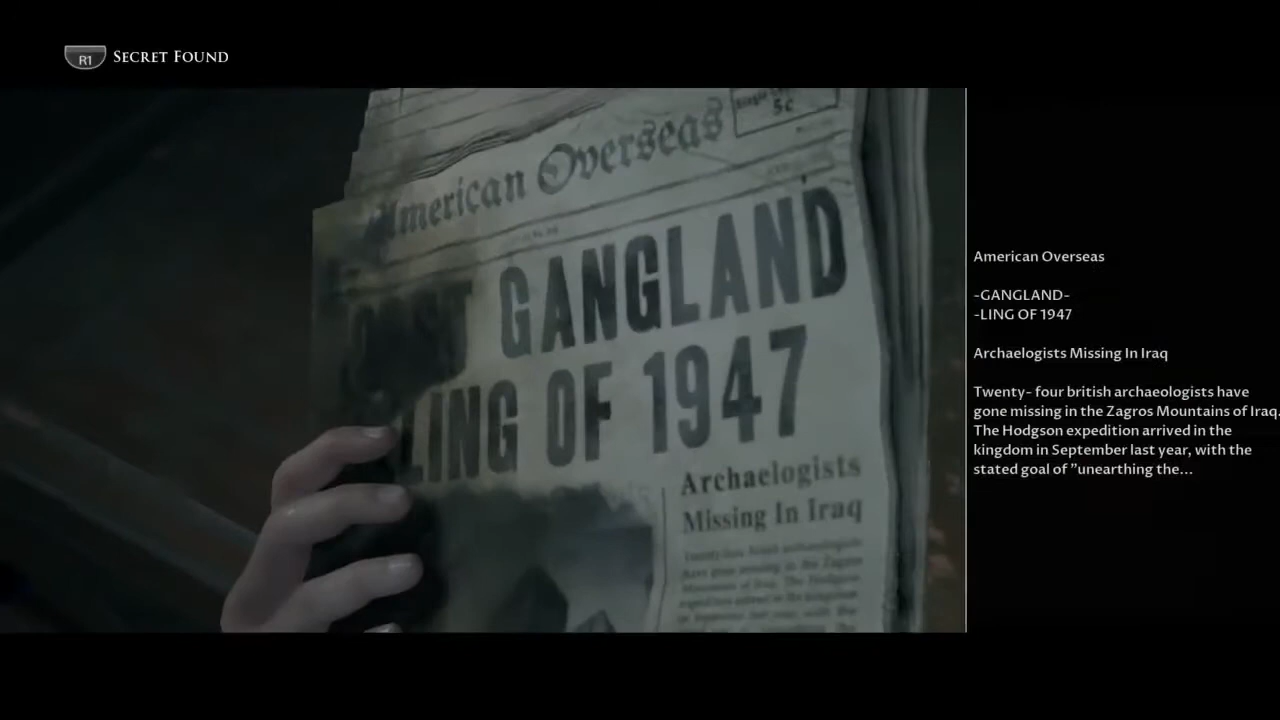 R1 SECRET FOUND
5c
American Overseas
GANGLAND
LING OF 1947
Archaelogists
Missing In Iraq
American Overseas
-GANGLAND-
-LING OF 1947
Archaelogists Missing In Iraq
Twenty- four british archaeologists have
gone missing in the Zagros Mountains of Iraq.
The Hodgson expedition arrived in the
kingdom in September last year, with the
stated goal of "unearthing the...